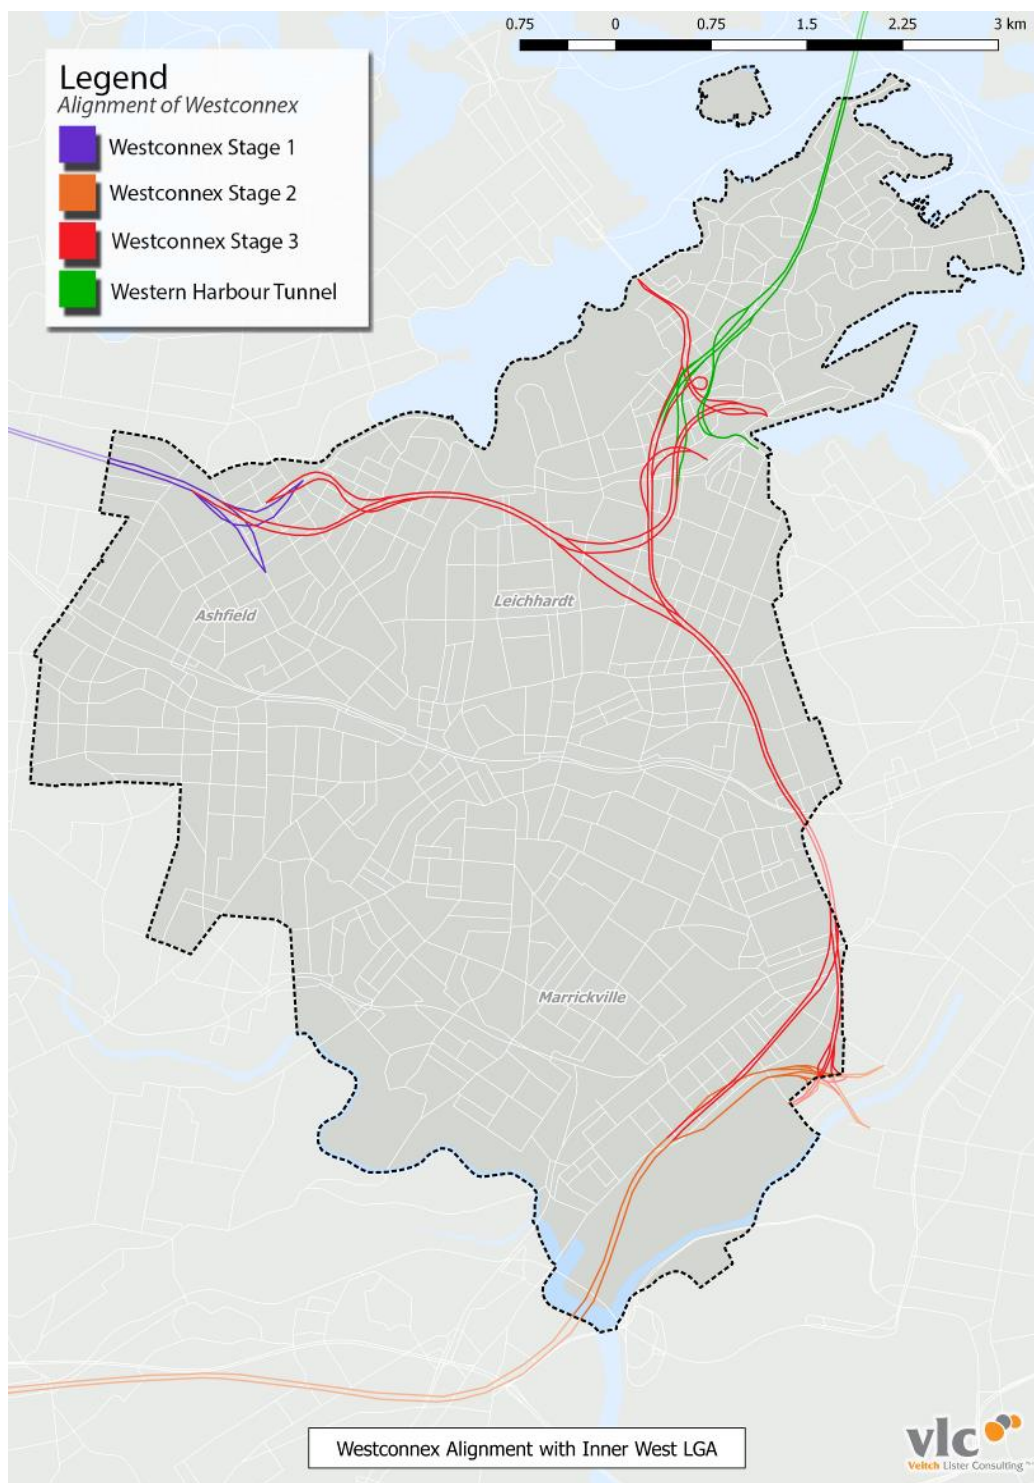 0.75 0 0.75 1.5 2.25 3 km
Legend
Alignment of Westconnex
Westconnex Stage 1
Westconnex Stage 2
Westconnex Stage 3
Western Harbour Tunnel
Ashfield
Leichhardt
Marrickville
Westconnex Alignment with Inner West LGA
vlc
Veitch Lister Consulting